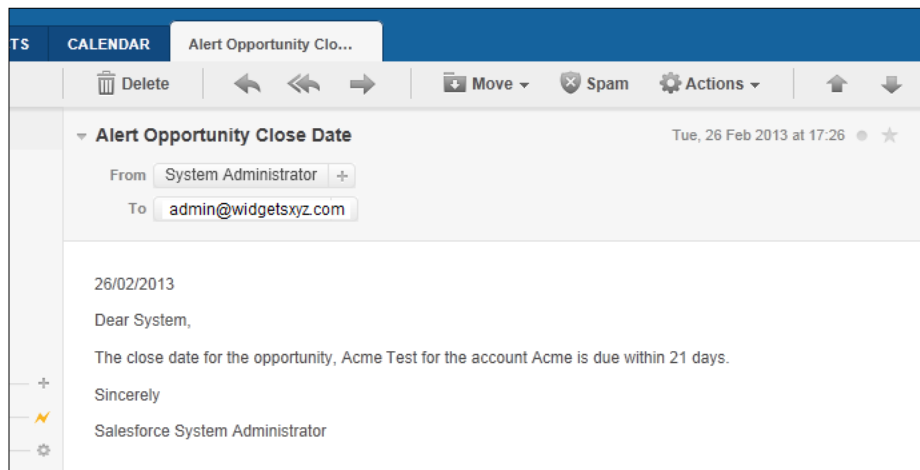 TS CALENDAR Alert Opportunity Clo...
Delete Move Spam Actions
Alert Opportunity Close Date Tue, 26 Feb 2013 at 17:26
From System Administrator +
To admin@widgetsxyz.com
26/02/2013
Dear System,
The close date for the opportunity, Acme Test for the account Acme is due within 21 days.
Sincerely
Salesforce System Administrator